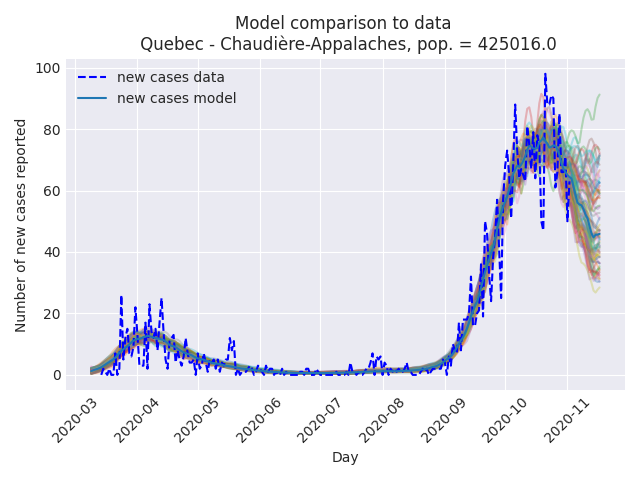 Model comparison to data
Quebec - Chaudière-Appalaches, pop. = 425016.0
new cases data
new cases model
Number of new cases reported
100
80
60
40
20
0
2020-03
2020-04
2020-05
2020-06
2020-07
2020-08
2020-09
2020-10
2020-11
Day